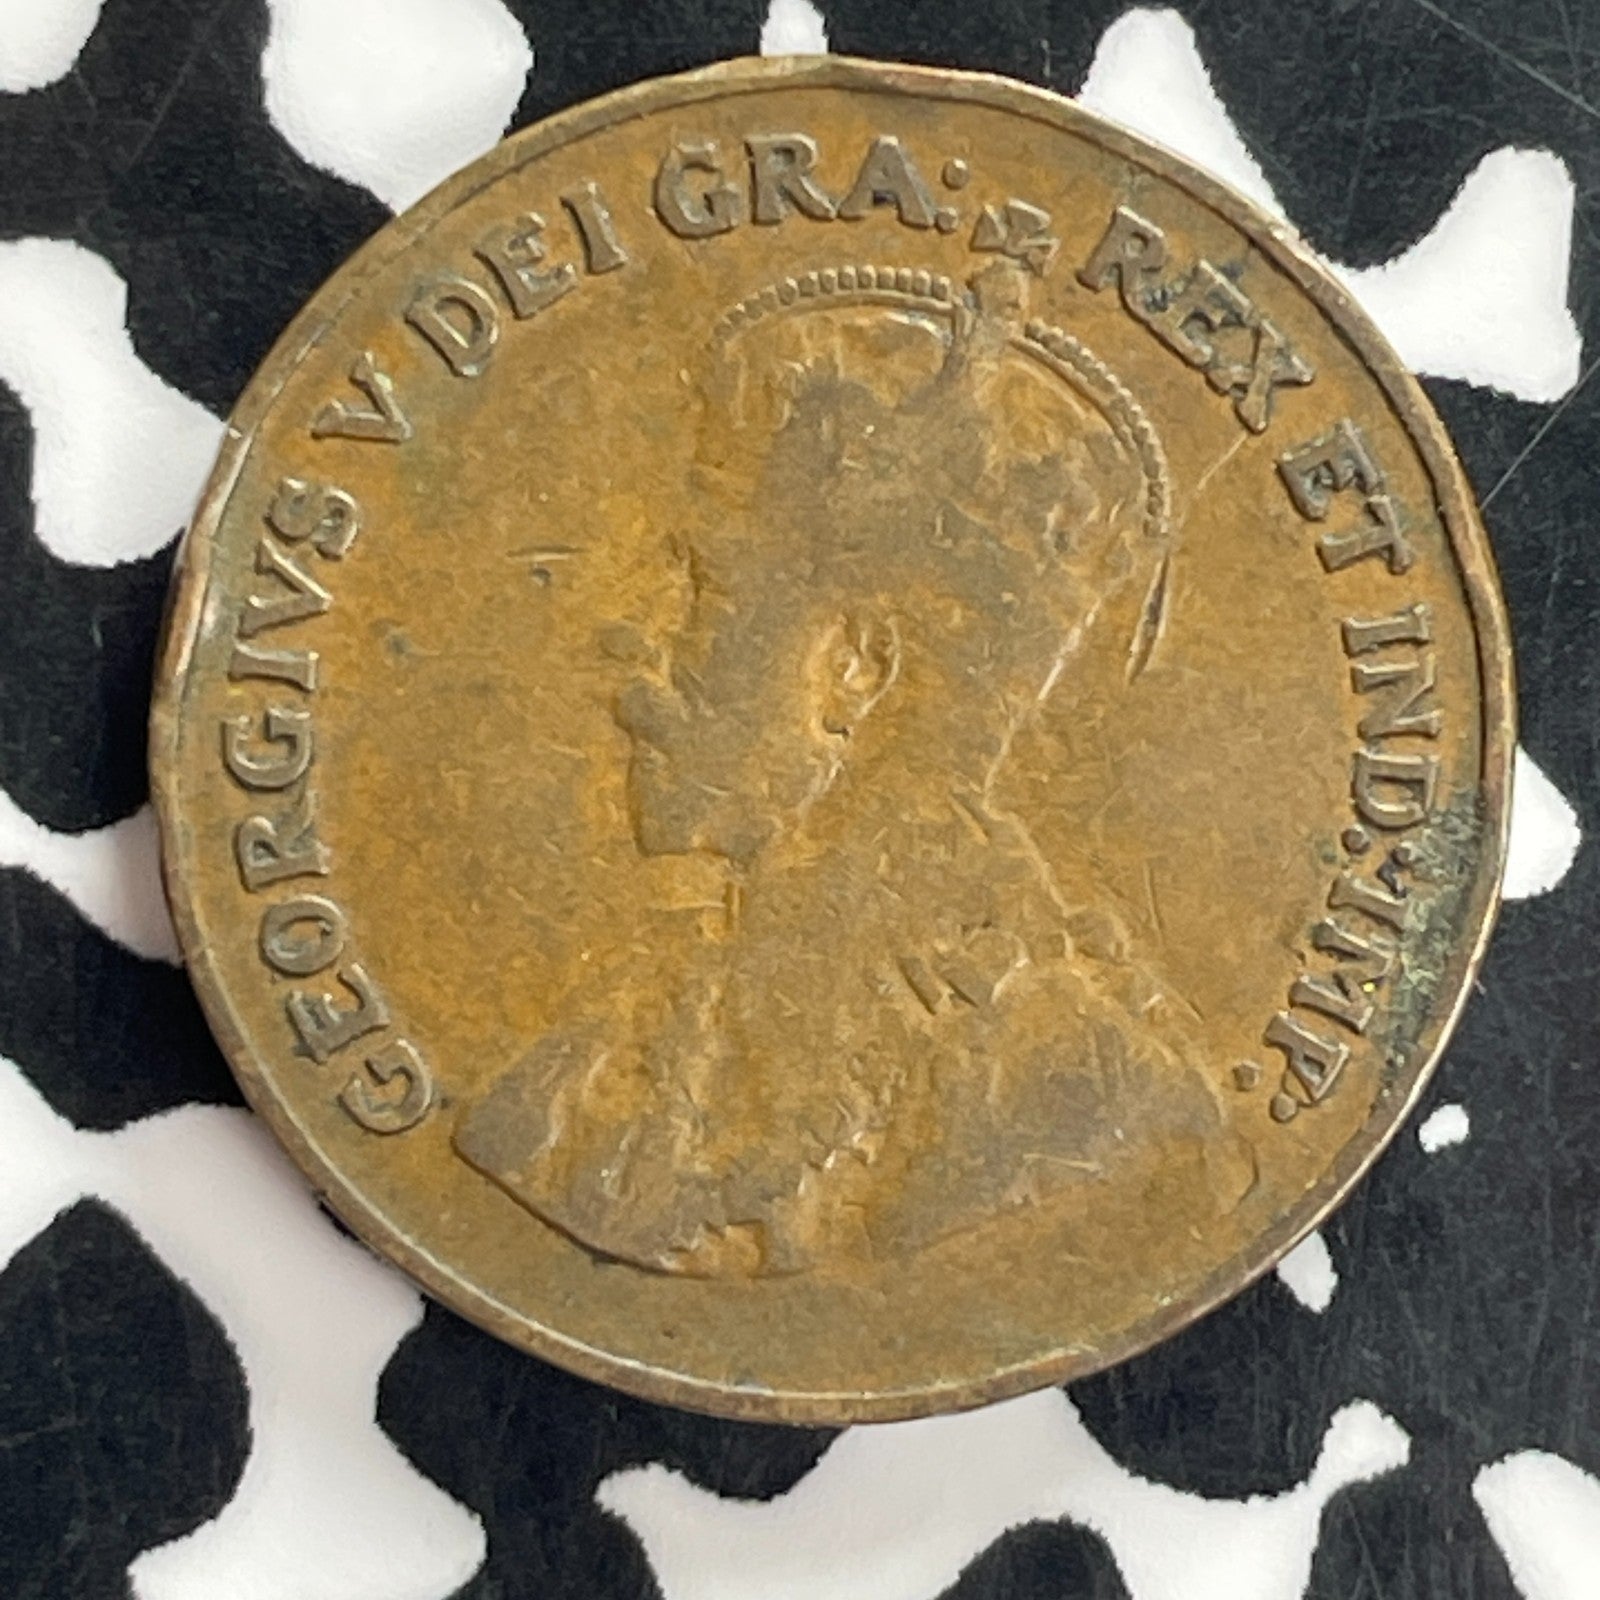 GEORGIVS V DEI GRA: REX ET IND: IMP: